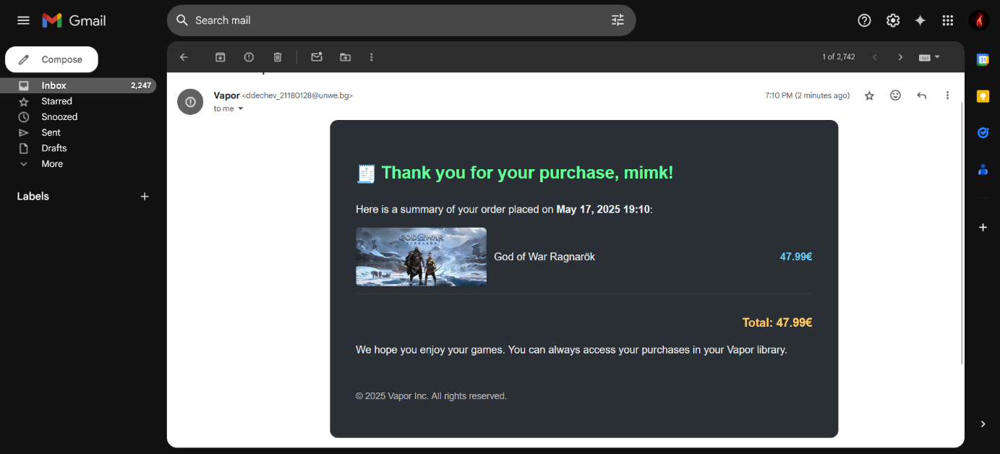 Gmail
Search mail
Compose
Inbox 2,247
Starred
Snoozed
Sent
Drafts
More
Labels
1 of 2,742
31
Vapor <ddechev_21180128@unwe.bg>
7:10 PM (2 minutes ago)
to me
Thank you for your purchase, mimk!
Here is a summary of your order placed on May 17, 2025 19:10:
GOD OF WAR
RAGNARÖK
God of War Ragnarök
47.99€
Total: 47.99€
We hope you enjoy your games. You can always access your purchases in your Vapor library.
© 2025 Vapor Inc. All rights reserved.